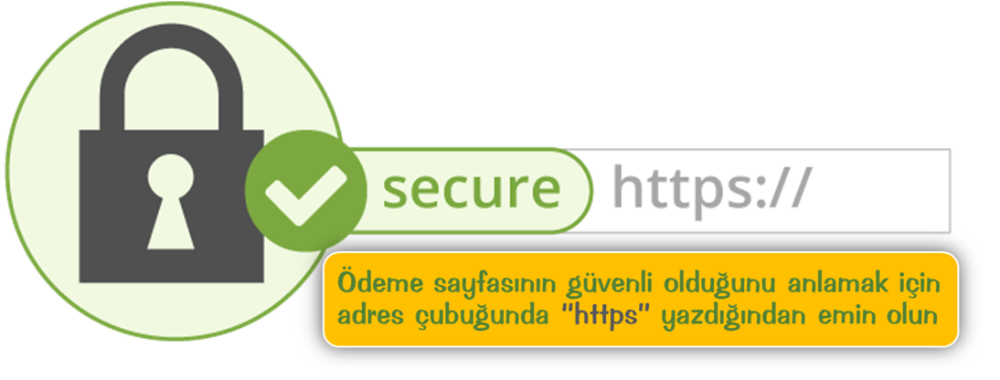 secure https://
Ödeme sayfasının güvenli olduğunu anlamak için
adres çubuğunda "https" yazdığından emin olun